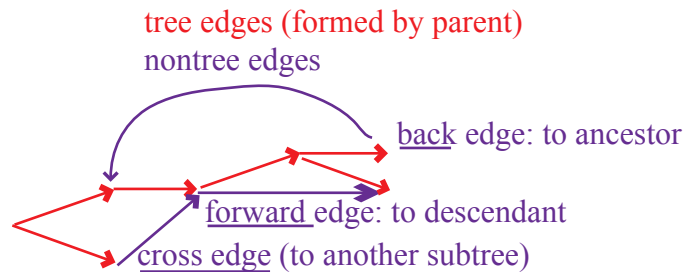 tree edges (formed by parent)
nontree edges
back edge: to ancestor
forward edge: to descendant
cross edge (to another subtree)